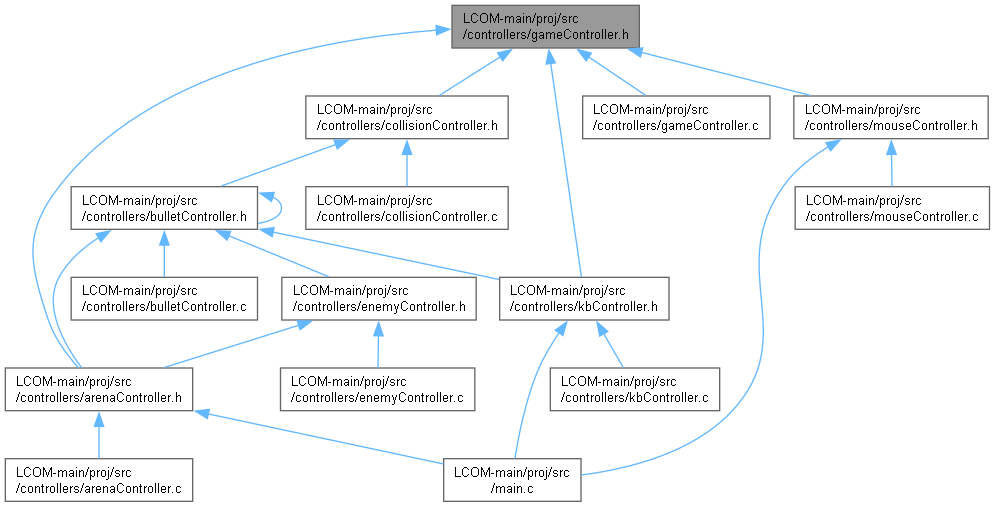 LCOM-main/proj/src
/controllers/gameController.h
LCOM-main/proj/src
/controllers/collisionController.h
LCOM-main/proj/src
/controllers/gameController.c
LCOM-main/proj/src
/controllers/mouseController.h
LCOM-main/proj/src
/controllers/bulletController.h
LCOM-main/proj/src
/controllers/collisionController.c
LCOM-main/proj/src
/controllers/mouseController.c
LCOM-main/proj/src
/controllers/bulletController.c
LCOM-main/proj/src
/controllers/enemyController.h
LCOM-main/proj/src
/controllers/kbController.h
LCOM-main/proj/src
/controllers/arenaController.h
LCOM-main/proj/src
/controllers/enemyController.c
LCOM-main/proj/src
/controllers/kbController.c
LCOM-main/proj/src
/controllers/arenaController.c
LCOM-main/proj/src
/main.c